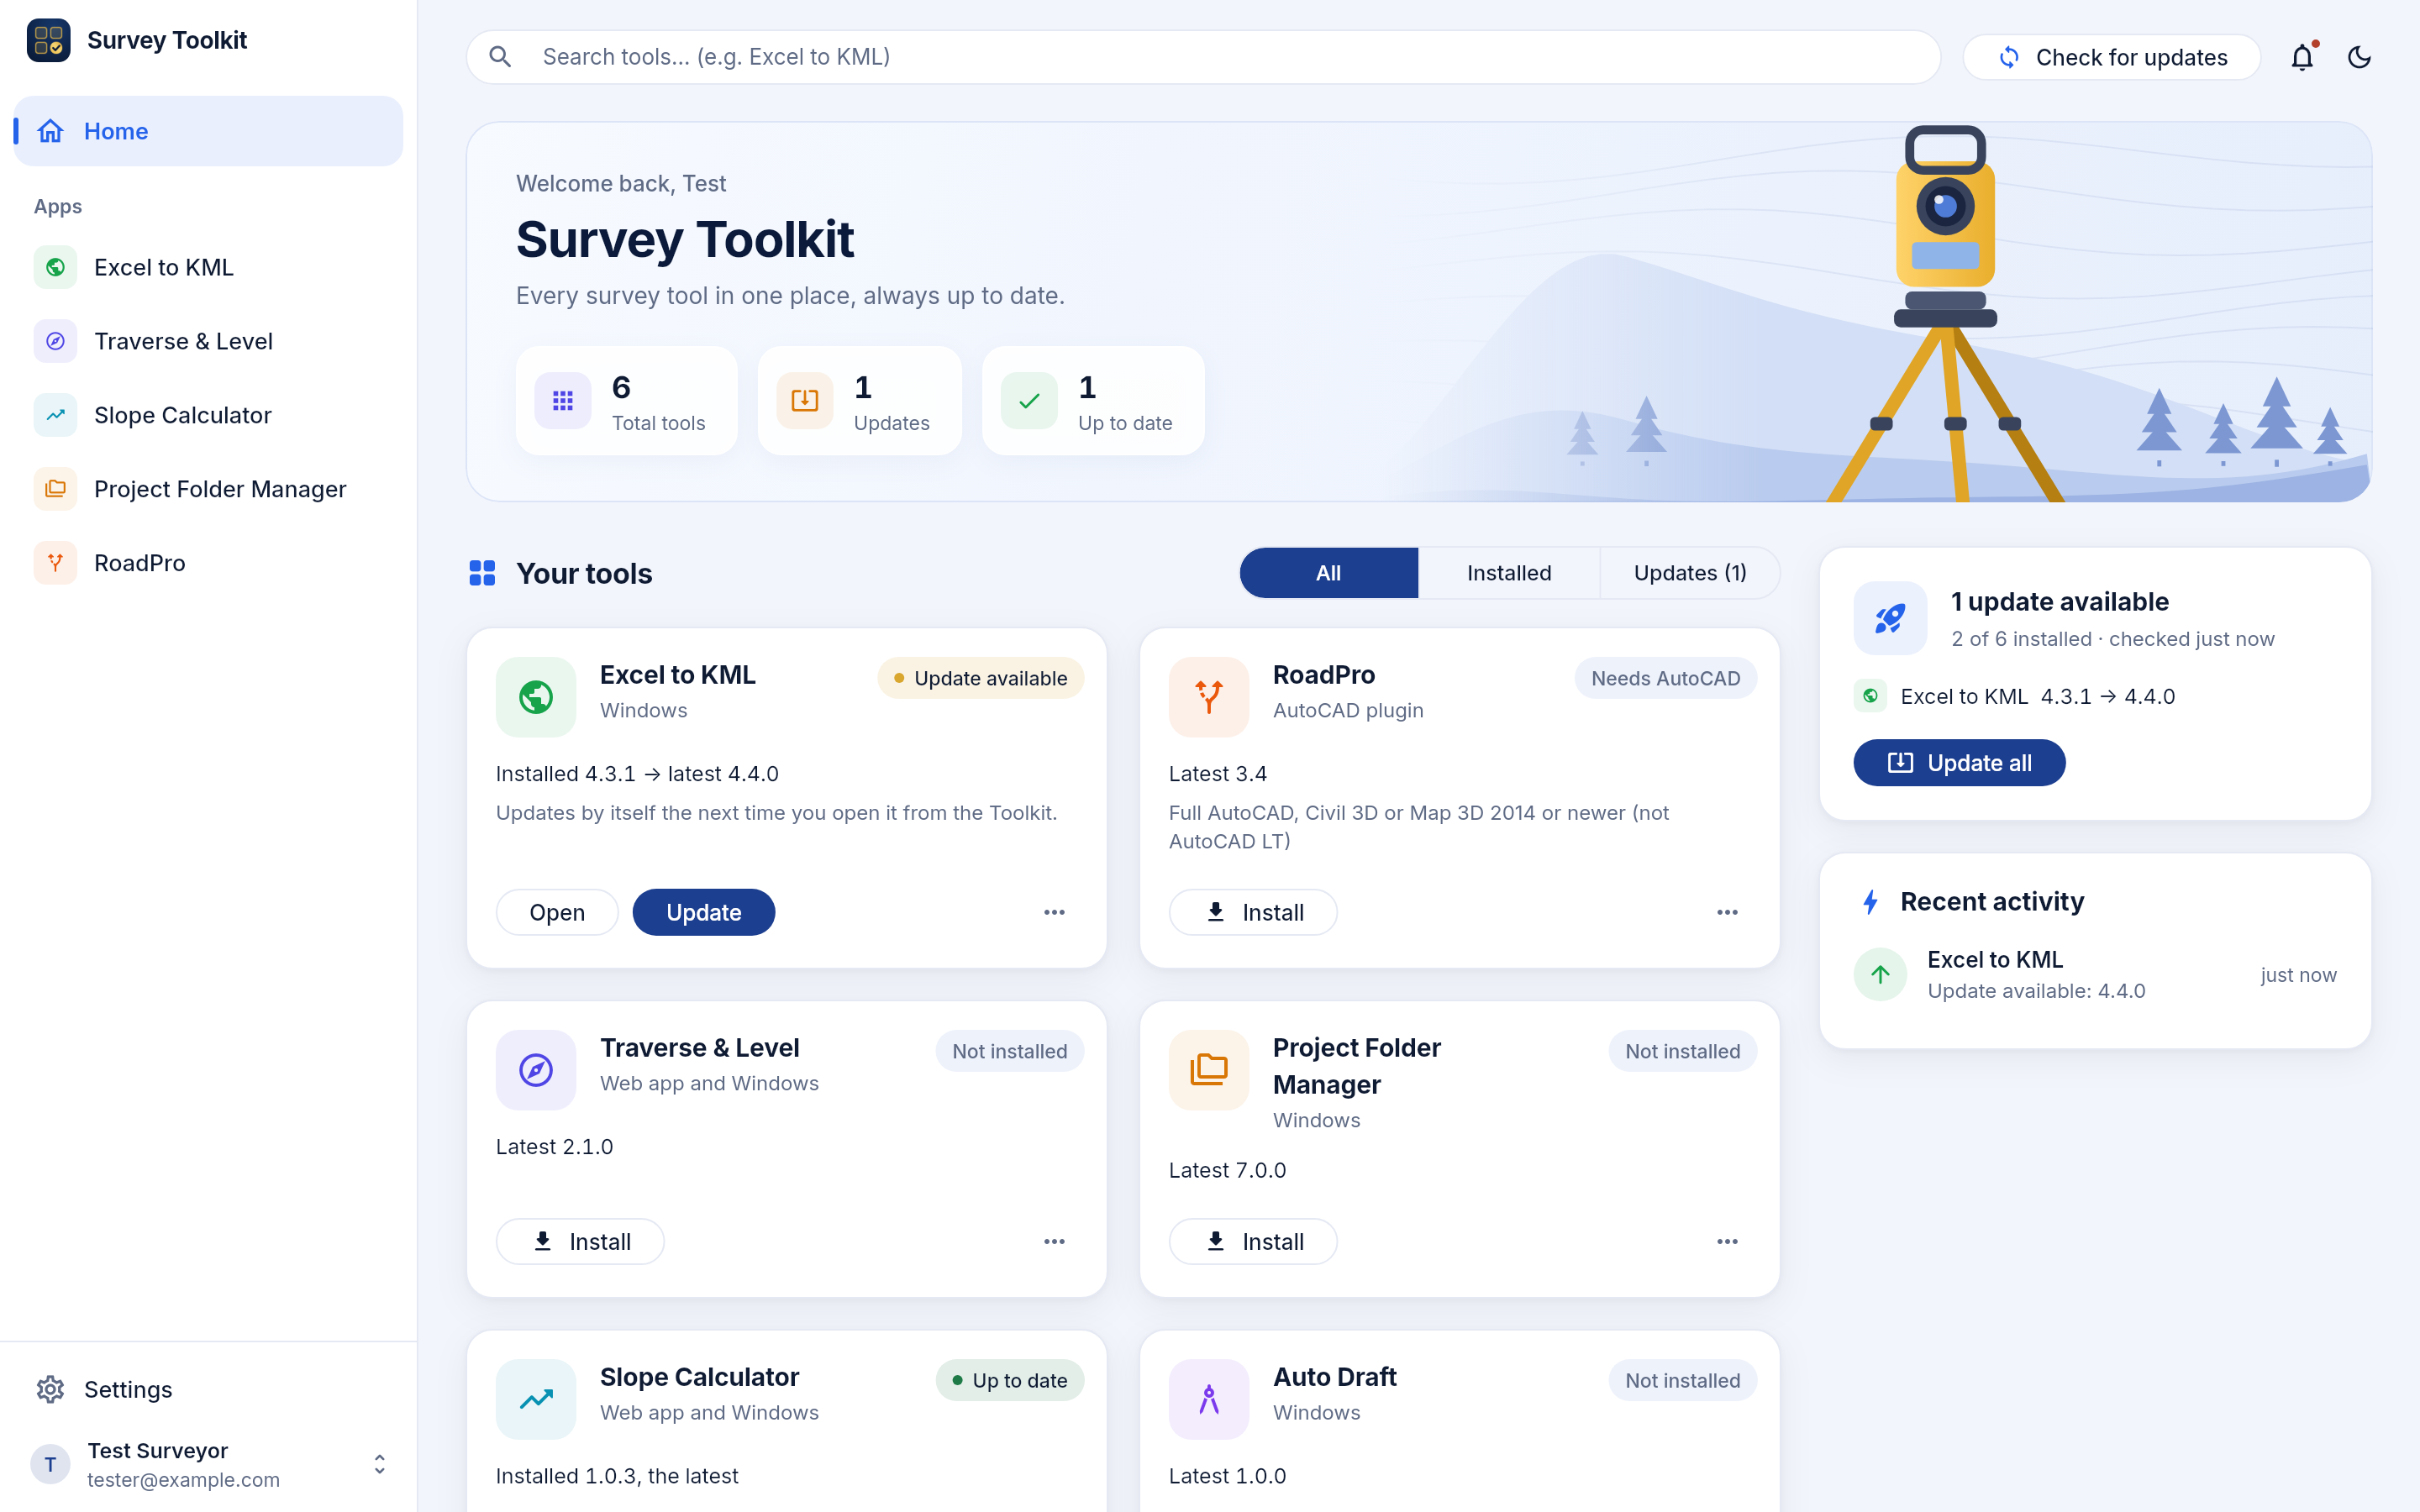 Survey Toolkit
Home
Apps
Excel to KML
Traverse & Level
Slope Calculator
Project Folder Manager
RoadPro
Settings
T
Test Surveyor
tester@example.com
Search tools... (e.g. Excel to KML)
Check for updates
Welcome back, Test
Survey Toolkit
Every survey tool in one place, always up to date.
6
Total tools
1
Updates
1
Up to date
Your tools
All
Installed
Updates (1)
Excel to KML
Windows
Update available
Installed 4.3.1 → latest 4.4.0
Updates by itself the next time you open it from the Toolkit.
Open
Update
RoadPro
AutoCAD plugin
Needs AutoCAD
Latest 3.4
Full AutoCAD, Civil 3D or Map 3D 2014 or newer (not
AutoCAD LT)
Install
Traverse & Level
Web app and Windows
Not installed
Latest 2.1.0
Install
Project Folder
Manager
Windows
Not installed
Latest 7.0.0
Install
Slope Calculator
Web app and Windows
Up to date
Installed 1.0.3, the latest
Auto Draft
Windows
Not installed
Latest 1.0.0
1 update available
2 of 6 installed · checked just now
Excel to KML 4.3.1 → 4.4.0
Update all
Recent activity
Excel to KML
Update available: 4.4.0
just now